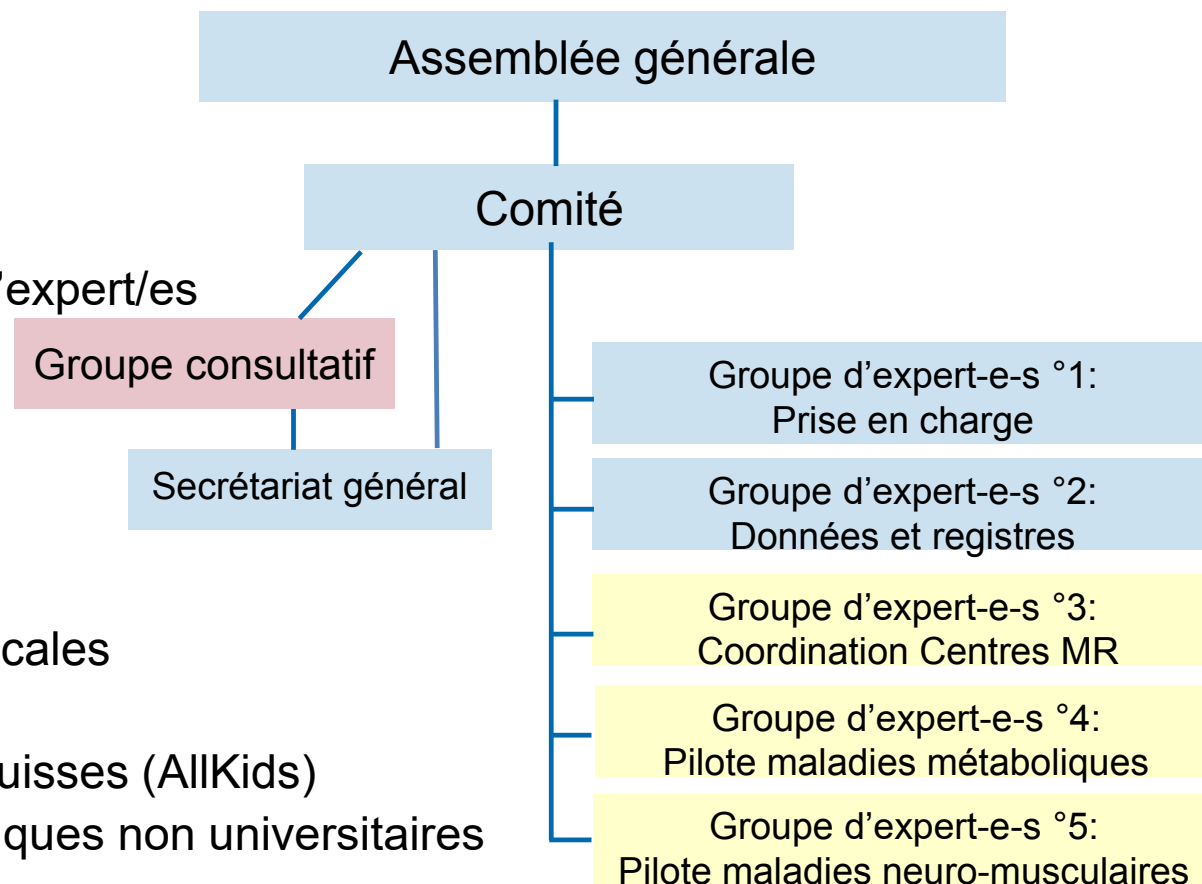 Assemblée générale
Comité
’expert/es
Groupe consultatif
Secrétariat général
Groupe d’expert-e-s °1:
Prise en charge
Groupe d’expert-e-s °2:
Données et registres
Groupe d’expert-e-s °3:
Coordination Centres MR
Groupe d’expert-e-s °4:
Pilote maladies métaboliques
Groupe d’expert-e-s °5:
Pilote maladies neuro-musculaires
cales
uisses (AllKids)
ques non universitaires